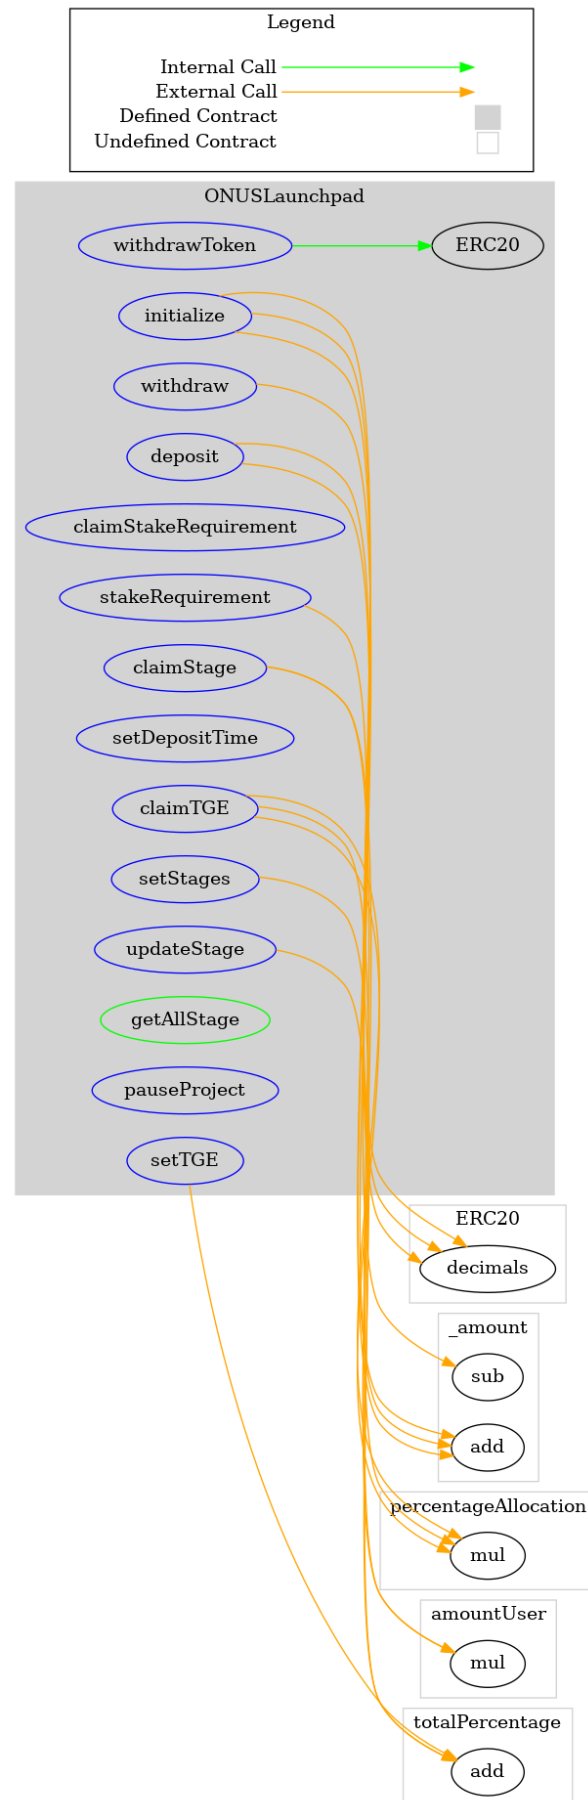 Legend
Internal Call
External Call
Defined Contract
Undefined Contract
ONUSLaunchpad
withdrawToken
ERC20
initialize
withdraw
deposit
claimStakeRequirement
stakeRequirement
claimStage
setDepositTime
claimTGE
setStages
updateStage
getAllStage
pauseProject
setTGE
ERC20
decimals
_amount
sub
add
percentageAllocation
mul
amountUser
mul
totalPercentage
add